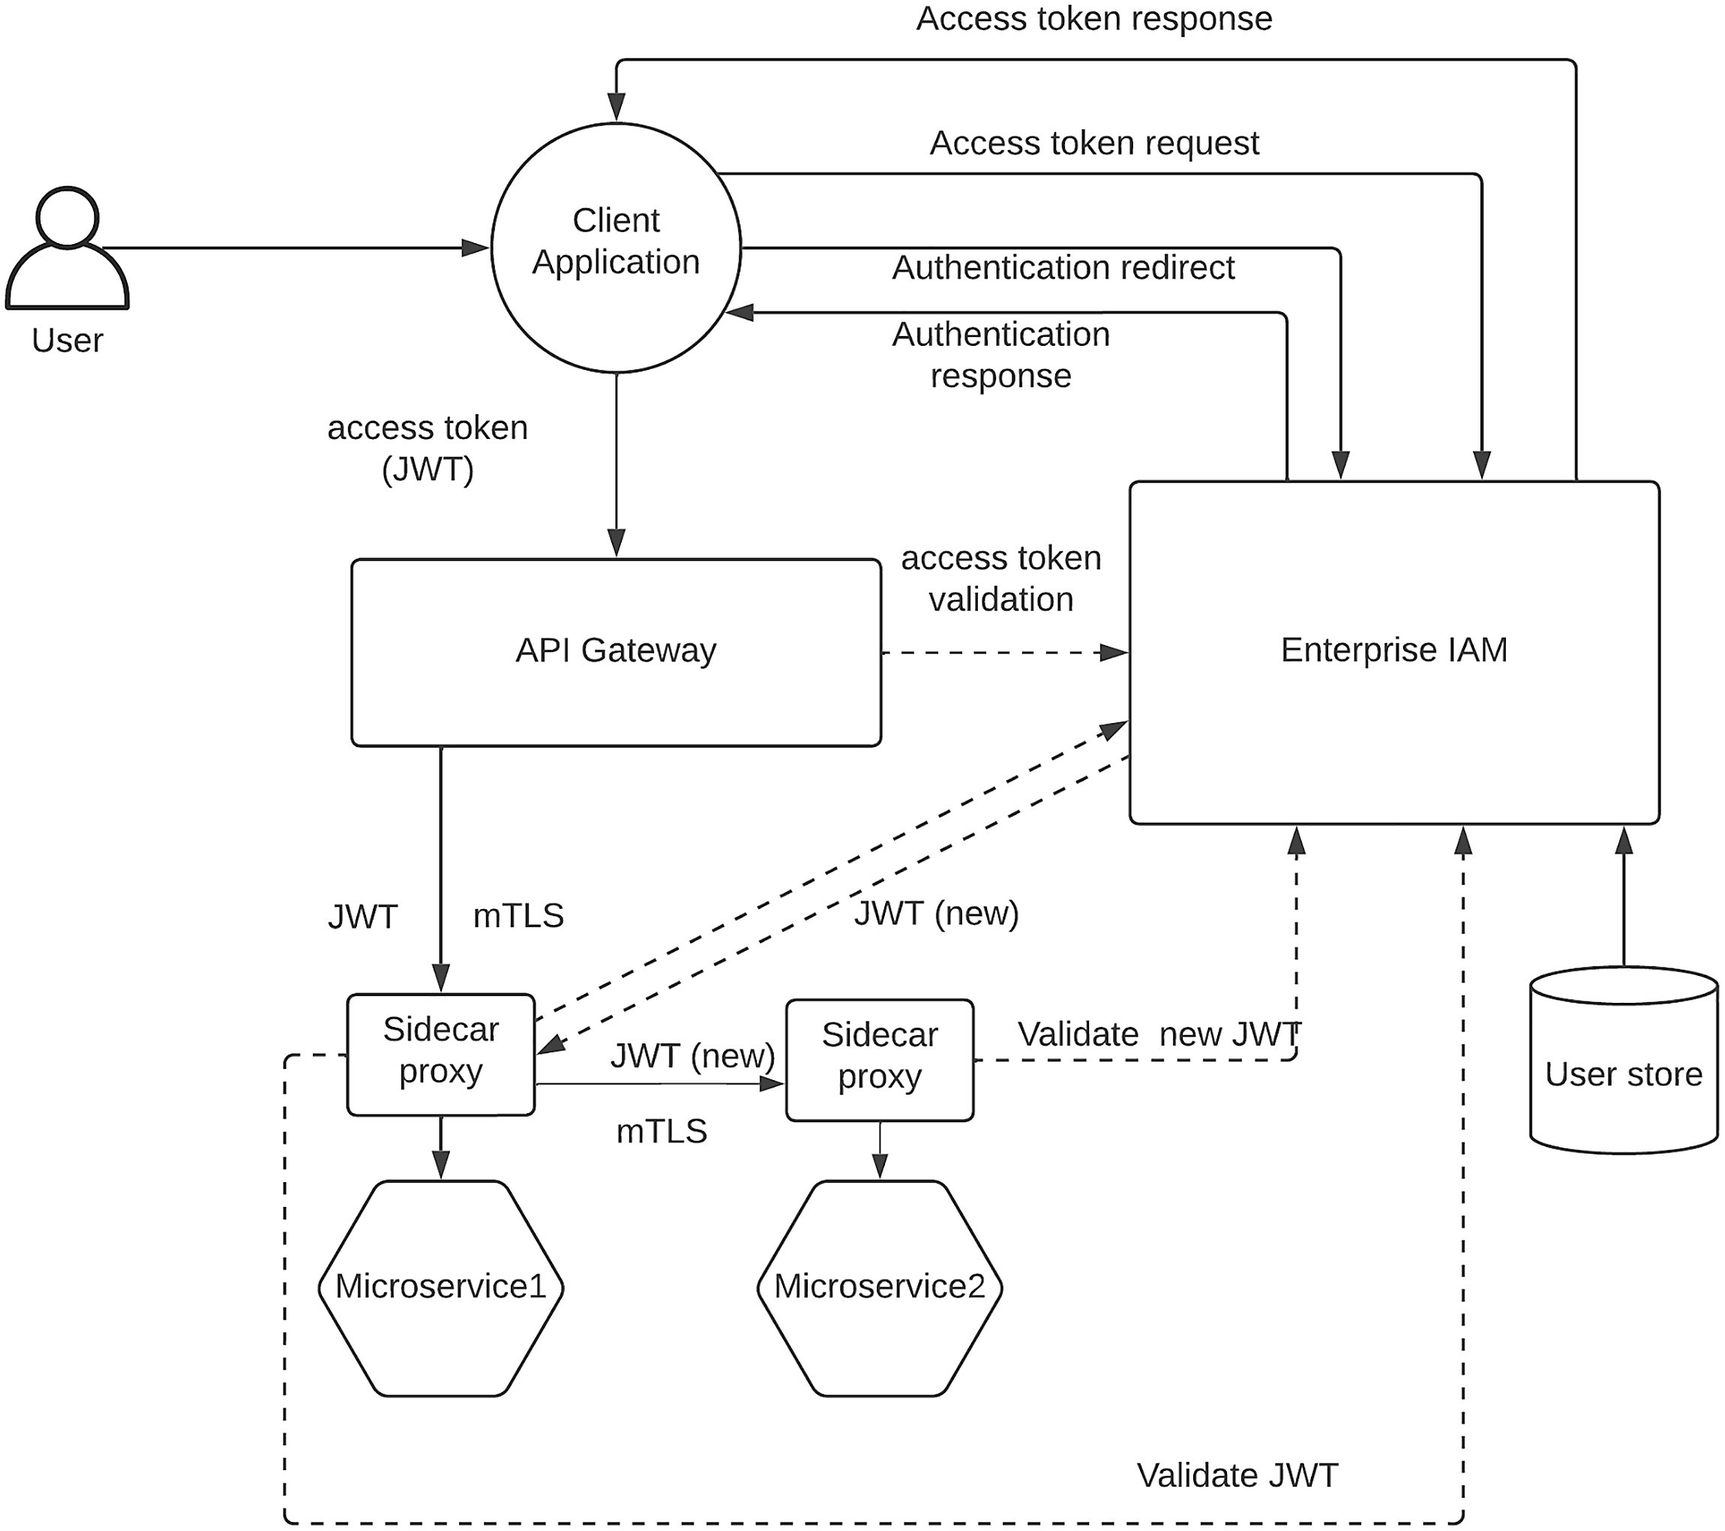 Access token response
Access token request
Client
Application
Authentication redirect
User
Authentication
response
access token
(JWT)
access token
validation
API Gateway
Enterprise IAM
JWT
mTLS
JWT (new)
Sidecar
proxy
JWT (new)
Sidecar
proxy
Validate  new JWT
User store
mTLS
Microservice1
Microservice2
Validate JWT